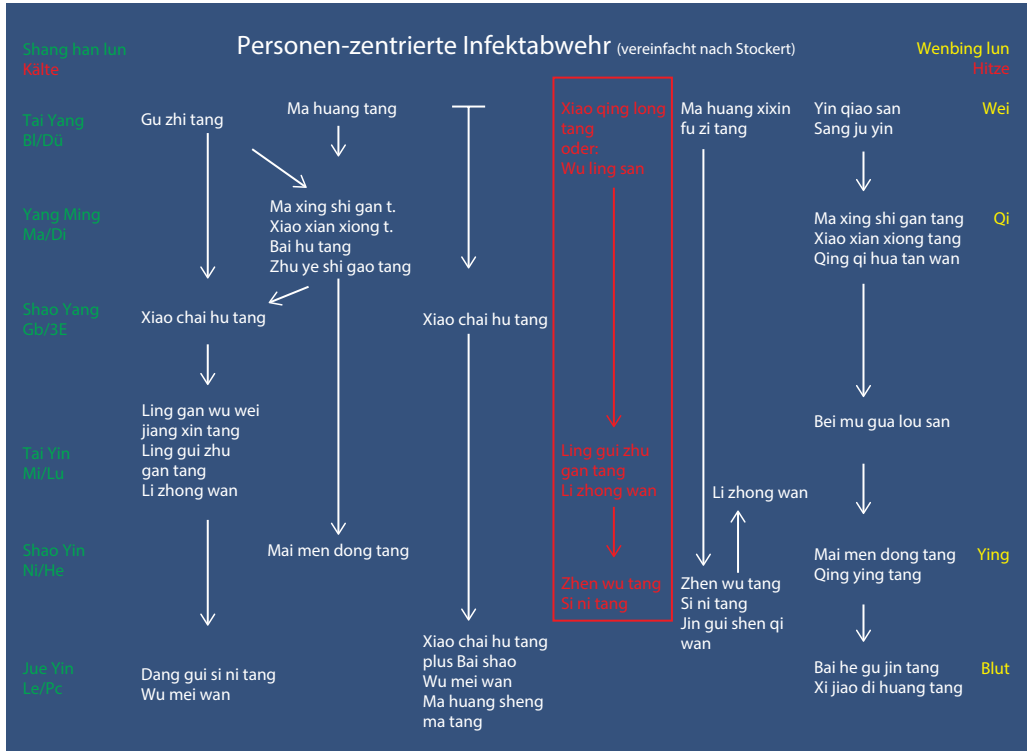 Personen-zentrierte Infektabwehr (vereinfacht nach Stockert)
Shang han lun
Kälte
Wenbing lun
Hitze
Tai Yang
Bl/Dü
Yang Ming
Ma/Di
Shao Yang
Gb/3E
Tai Yin
Mi/Lu
Shao Yin
Ni/He
Jue Yin
Le/Pc
Gu zhi tang
Xiao chai hu tang
Ling gan wu wei
jiang xin tang
Ling gui zhu
gan tang
Li zhong wan
Dang gui si ni tang
Wu mei wan
Ma huang tang
Ma xing shi gan t.
Xiao xian xiong t.
Bai hu tang
Zhu ye shi gao tang
Mai men dong tang
Xiao chai hu tang
Xiao chai hu tang
plus Bai shao
Wu mei wan
Ma huang sheng
ma tang
Xiao qing long
tang
oder:
Wu ling san
Ling gui zhu
gan tang
Li zhong wan
Zhen wu tang
Si ni tang
Ma huang xixin
fu zi tang
Li zhong wan
Zhen wu tang
Si ni tang
Jin gui shen qi
wan
Yin qiao san
Sang ju yin
Ma xing shi gan tang
Xiao xian xiong tang
Qing qi hua tan wan
Bei mu gua lou san
Mai men dong tang
Qing ying tang
Bai he gu jin tang
Xi jiao di huang tang
Wei
Qi
Ying
Blut